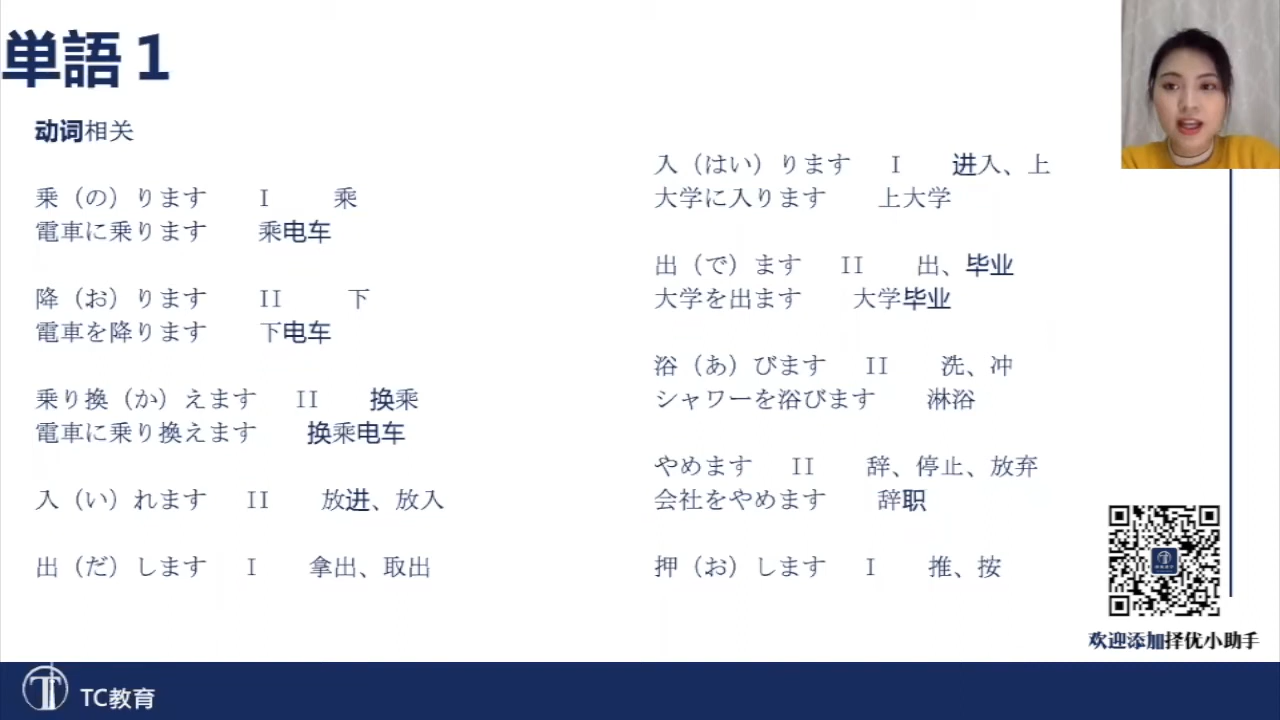 単語１
动词相关
乗（の）ります　I　乘
電車に乗ります　乘电车
降（お）ります　II　下
電車を降ります　下电车
乗り換（か）えます　II　换乘
電車に乗り換えます　换乘电车
入（い）れます　II　放进、放入
出（だ）します　I　拿出、取出
入（はい）ります　I　进入、上
大学に入ります　上大学
出（で）ます　II　出、毕业
大学を出ます　大学毕业
浴（あ）びます　II　洗、冲
シャワーを浴びます　淋浴
やめます　II　辞、停止、放弃
会社をやめます　辞职
押（お）します　I　推、按
欢迎添加择优小助手
TC教育